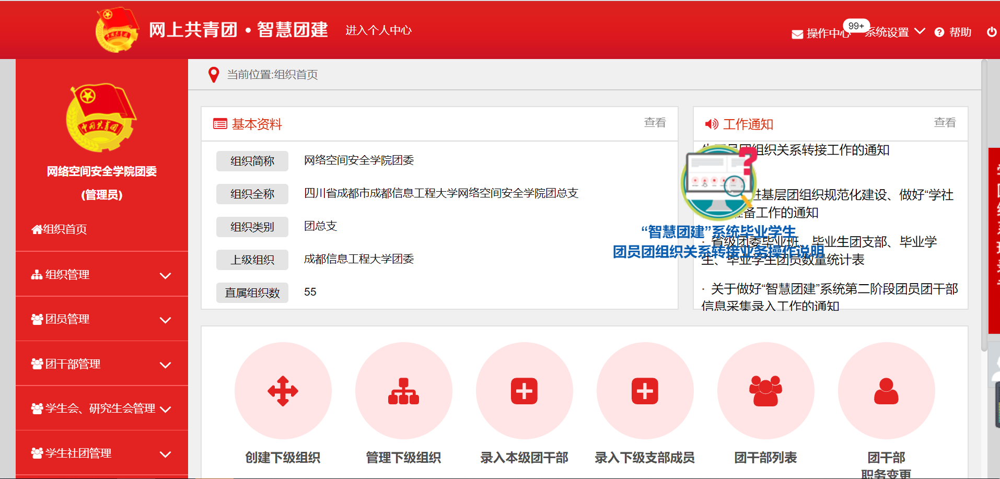 网上共青团·智慧团建
进入个人中心
操作中心
99+
系统设置
帮助
中国共青团
网络空间安全学院团委
(管理员)
组织首页
组织管理
团员管理
团干部管理
学生会、研究生会管理
学生社团管理
当前位置:组织首页
基本资料
查看
组织简称
网络空间安全学院团委
组织全称
四川省成都市成都信息工程大学网络空间安全学院团总支
组织类别
团总支
上级组织
成都信息工程大学团委
直属组织数
55
工作通知
查看
组织关系转接工作的通知
进基层团组织规范化建设、做好“学社
备工作的通知
· 省级团委毕业班、毕业生团支部、毕业学
生、毕业学生团员数量统计表
· 关于做好“智慧团建”系统第二阶段团员团干部
信息采集录入工作的通知
“智慧团建”系统毕业学生
团员团组织关系转接业务操作说明
创建下级组织
管理下级组织
录入本级团干部
录入下级支部成员
团干部列表
团干部
职务变更